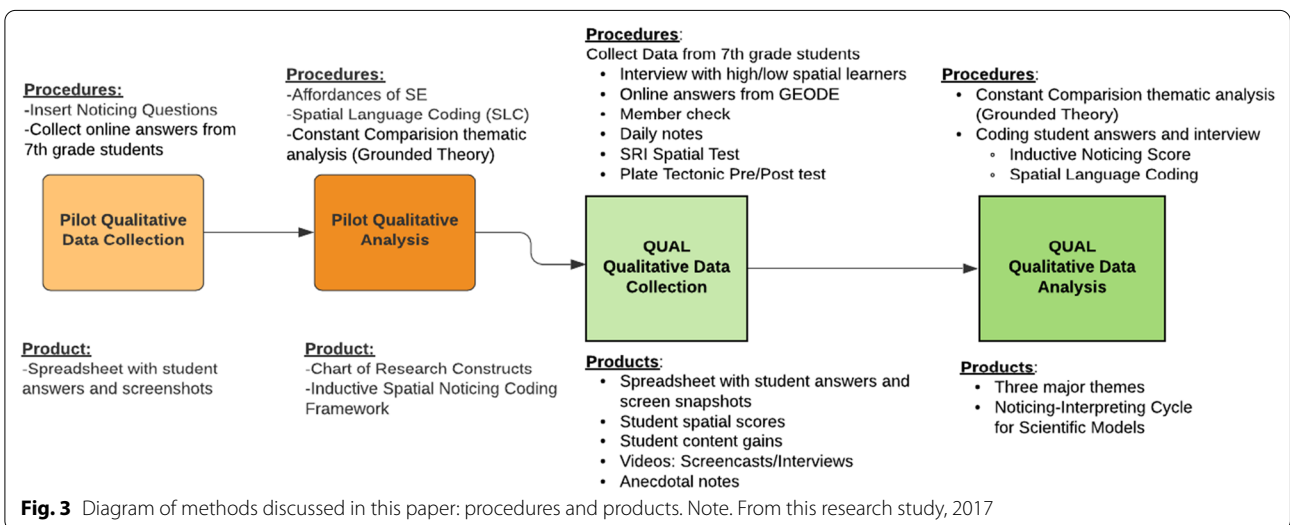 Procedures:
-Insert Noticing Questions
-Collect online answers from
7th grade students
Pilot Qualitative
Data Collection
Product:
-Spreadsheet with student
answers and screenshots
Procedures:
-Affordances of SE
-Spatial Language Coding (SLC)
-Constant Comparision thematic
analysis (Grounded Theory)
Pilot Qualitative
Analysis
Product:
-Chart of Research Constructs
-Inductive Spatial Noticing Coding
Framework
Procedures:
Collect Data from 7th grade students
• Interview with high/low spatial learners
• Online answers from GEODE
• Member check
• Daily notes
• SRI Spatial Test
• Plate Tectonic Pre/Post test
QUAL
Qualitative Data
Collection
Products:
• Spreadsheet with student answers and
screen snapshots
• Student spatial scores
• Student content gains
• Videos: Screencasts/Interviews
• Anecdotal notes
Procedures:
• Constant Comparision thematic analysis
(Grounded Theory)
• Coding student answers and interview
◦ Inductive Noticing Score
◦ Spatial Language Coding
QUAL
Qualitative Data
Analysis
Products:
• Three major themes
• Noticing-Interpreting Cycle
for Scientific Models
Fig. 3 Diagram of methods discussed in this paper: procedures and products. Note. From this research study, 2017